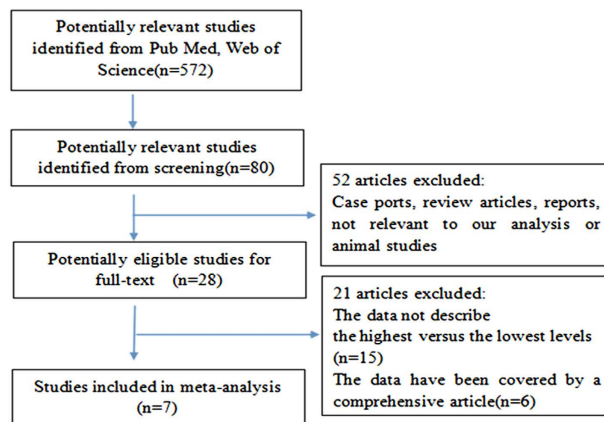 Potentially relevant studies
identified from Pub Med, Web of
Science(n=572)
Potentially relevant studies
identified from screening(n=80)
52 articles excluded:
Case ports, review articles, reports,
not relevant to our analysis or
animal studies
Potentially eligible studies for
full-text (n=28)
21 articles excluded:
The data not describe
the highest versus the lowest levels
(n=15)
The data have been covered by a
comprehensive article(n=6)
Studies included in meta-analysis
(n=7)